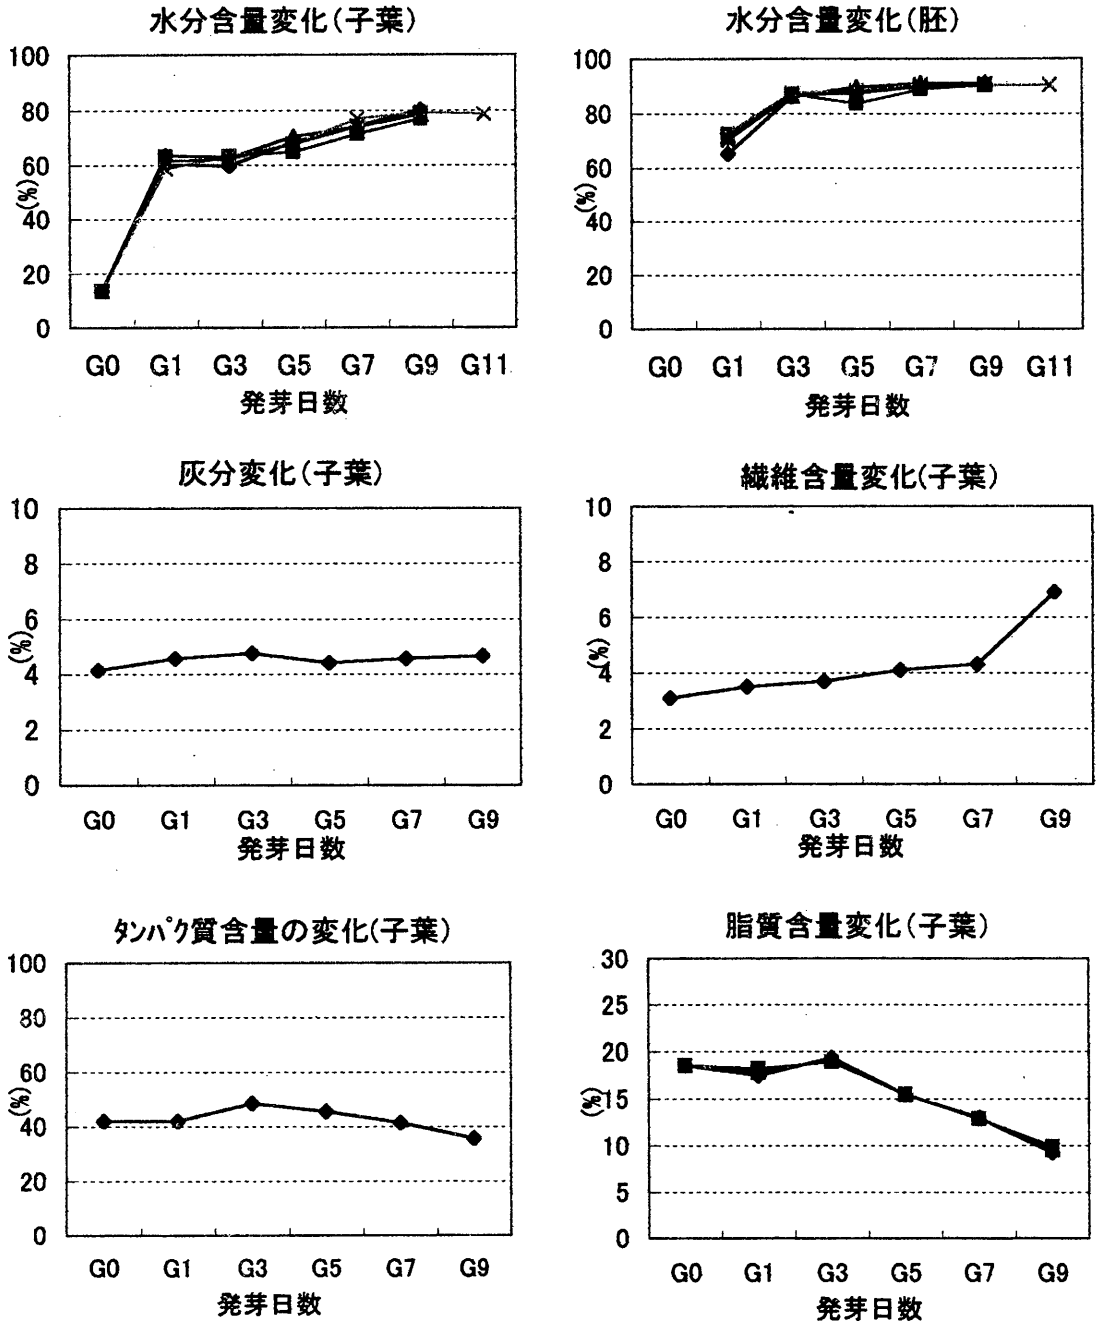 水分含量変化(子葉)
100
80
60
40
20
0
(%)
G0 G1 G3 G5 G7 G9 G11
発芽日数
水分含量変化(胚)
100
80
60
40
20
0
(%)
G0 G1 G3 G5 G7 G9 G11
発芽日数
灰分変化(子葉)
10
8
6
4
2
0
(%)
G0 G1 G3 G5 G7 G9
発芽日数
繊維含量変化(子葉)
10
8
6
4
2
0
(%)
G0 G1 G3 G5 G7 G9
発芽日数
タンパク質含量の変化(子葉)
100
80
60
40
20
0
(%)
G0 G1 G3 G5 G7 G9
発芽日数
脂質含量変化(子葉)
30
25
20
15
10
5
0
(%)
G0 G1 G3 G5 G7 G9
発芽日数